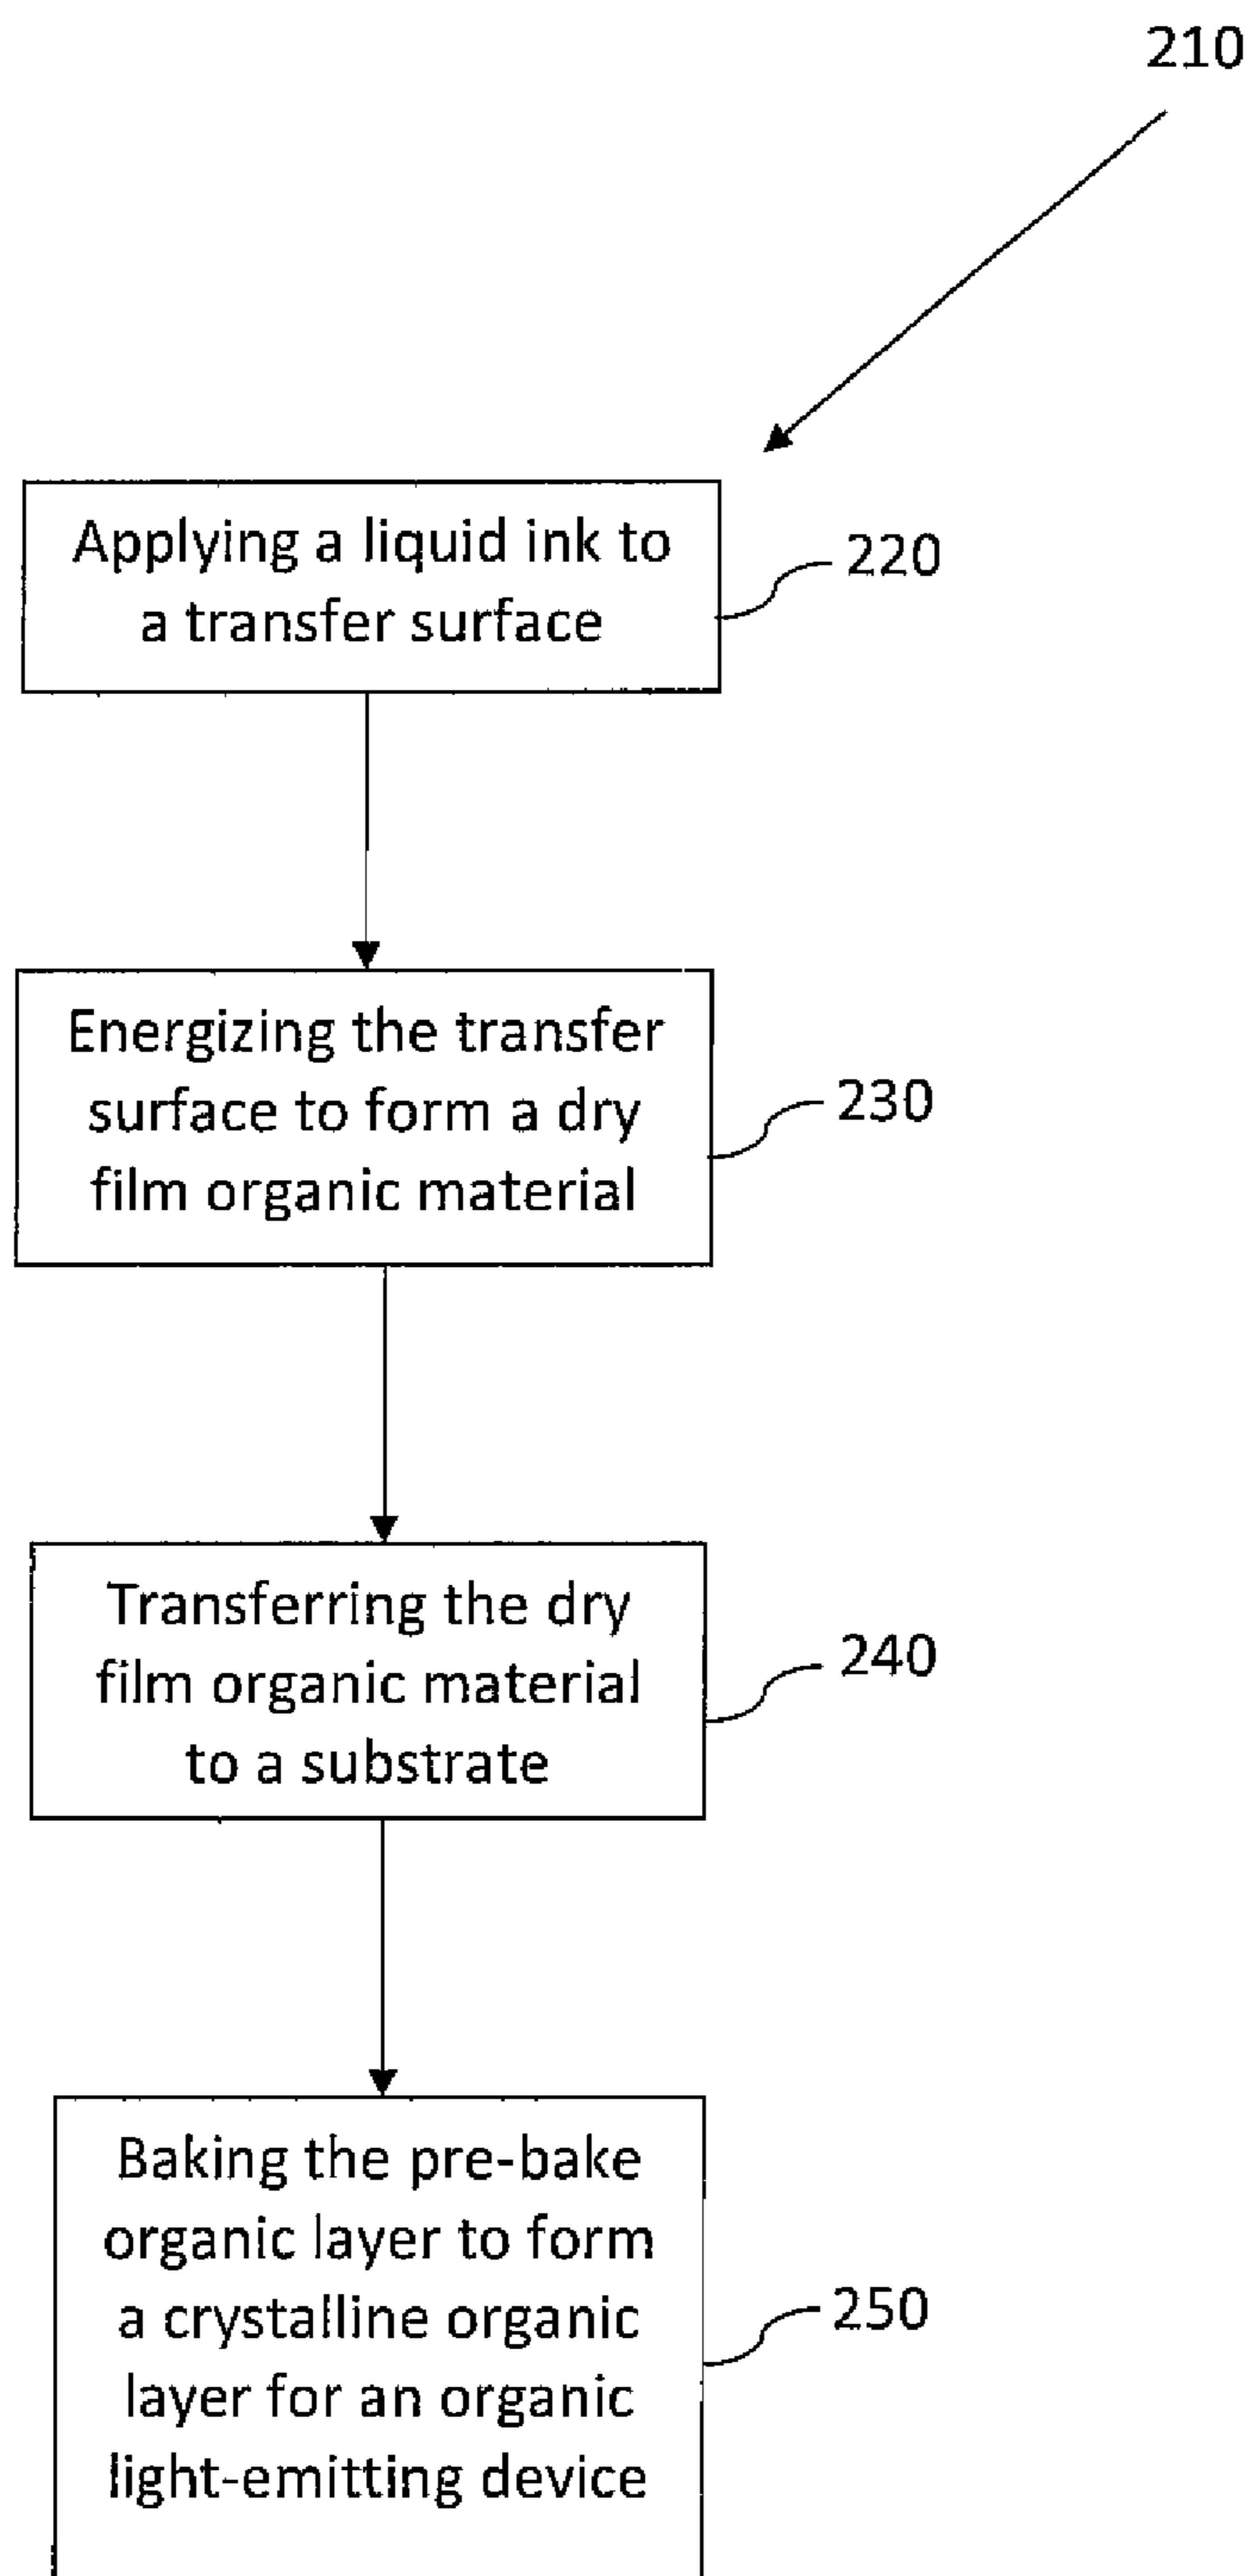 210
Applying a liquid ink to
a transfer surface
220
Energizing the transfer
surface to form a dry
film organic material
230
Transferring the dry
film organic material
to a substrate
240
Baking the pre-bake
organic layer to form
a crystalline organic
layer for an organic
light-emitting device
250